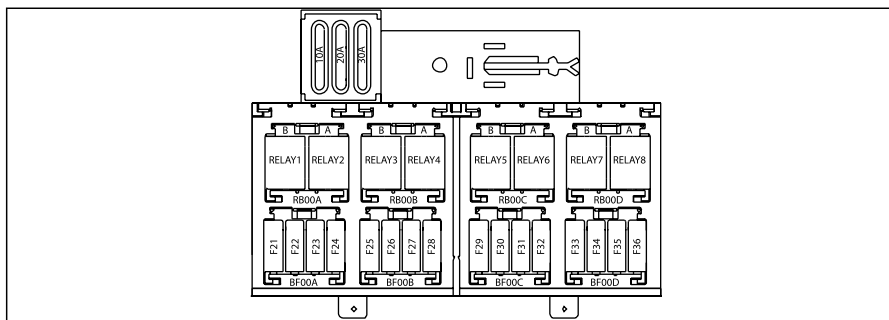 10A 20A 30A
B A B A B A B A
RELAY1 RELAY2 RELAY3 RELAY4 RELAY5 RELAY6 RELAY7 RELAY8
RB00A RB00B RB00C RB00D
F21 F22 F23 F24 F25 F26 F27 F28 F29 F30 F31 F32 F33 F34 F35 F36
BF00A BF00B BF00C BF00D